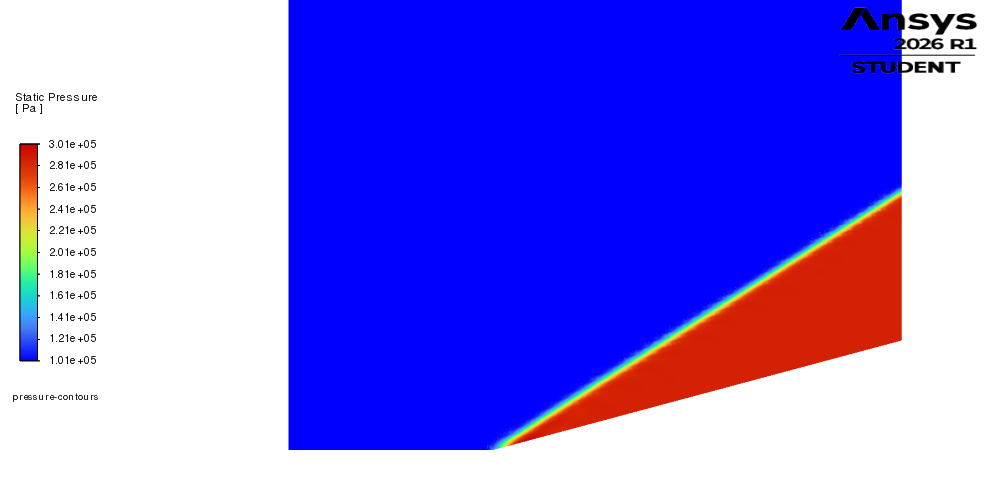 Ansys
2026 R1
STUDENT
Static Pressure
[ Pa ]
3.01e+05
2.81e+05
2.61e+05
2.41e+05
2.21e+05
2.01e+05
1.81e+05
1.61e+05
1.41e+05
1.21e+05
1.01e+05
pressure-contours